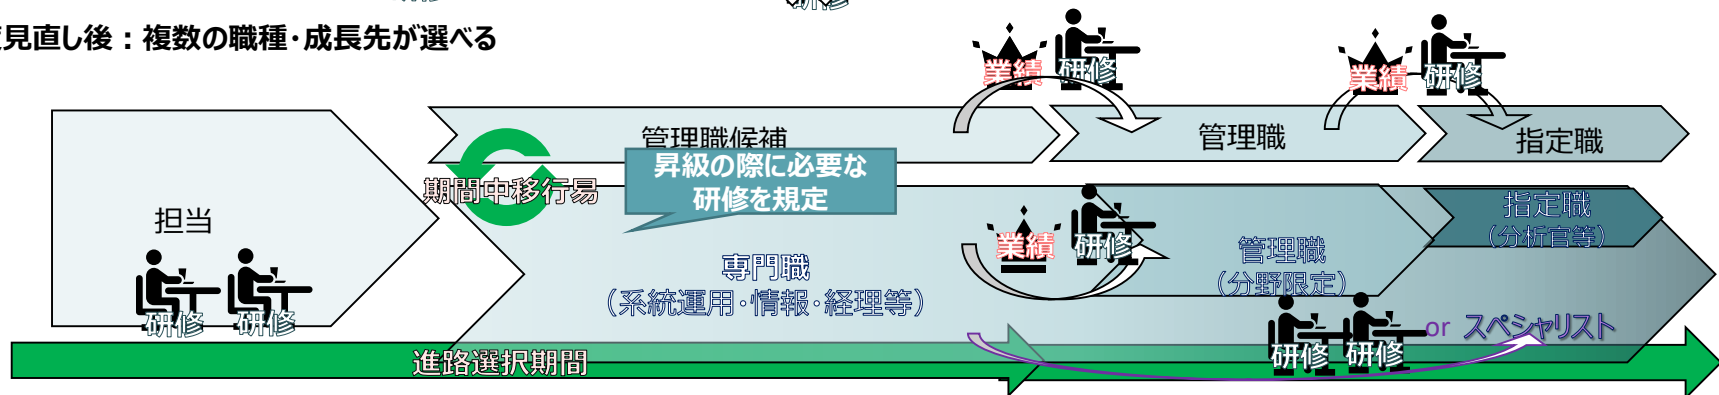 研修
見直し後：複数の職種・成長先が選べる
業績
研修
業績
研修
管理職候補
管理職
指定職
昇級の際に必要な
研修を規定
期間中移行易
担当
研修
研修
専門職
（系統運用・情報・経理等）
業績
研修
管理職
（分野限定）
指定職
（分析官等）
研修
研修
or スペシャリスト
進路選択期間